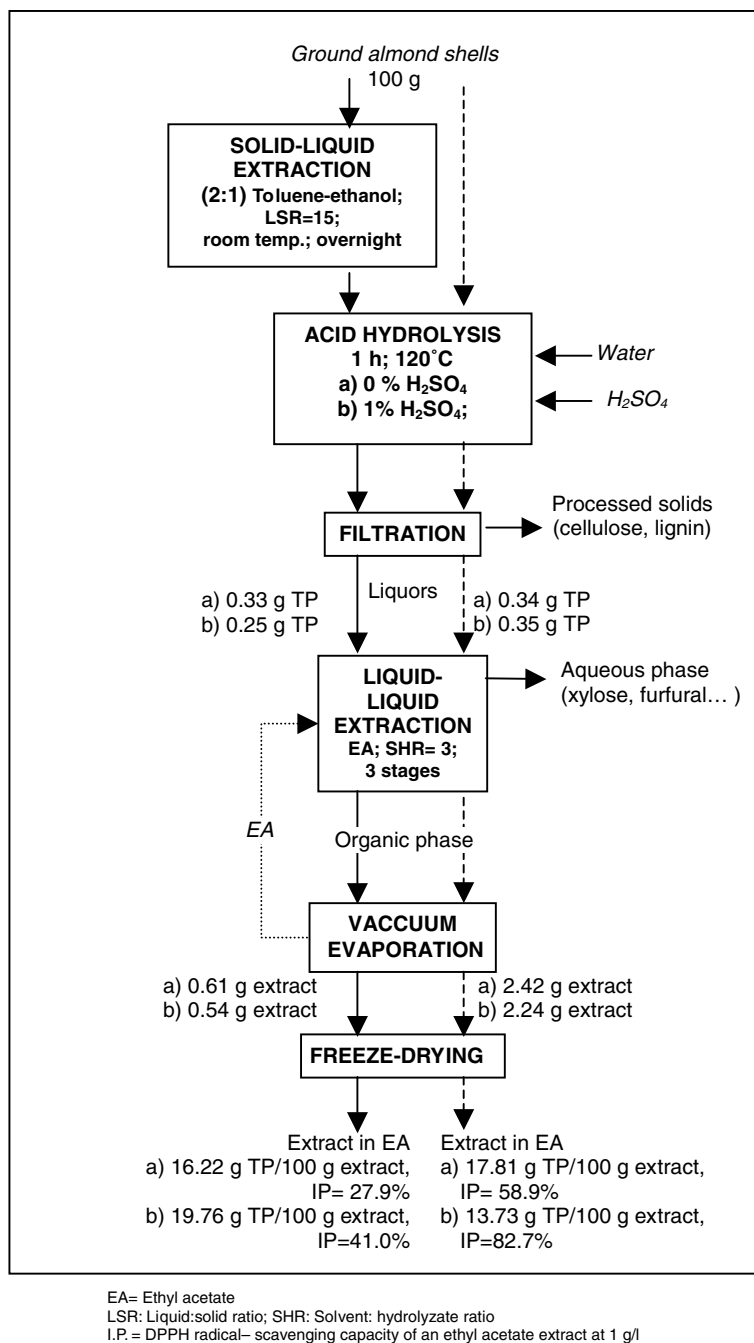 Ground almond shells
100 g
SOLID-LIQUID
EXTRACTION
(2:1) Toluene-ethanol;
LSR=15;
room temp.; overnight
ACID HYDROLYSIS
1 h; 120˚C
a) 0 % H₂SO₄
b) 1% H₂SO₄;
Water
H₂SO₄
FILTRATION
Processed solids
(cellulose, lignin)
Liquors
a) 0.33 g TP
b) 0.25 g TP
a) 0.34 g TP
b) 0.35 g TP
LIQUID-
LIQUID
EXTRACTION
EA; SHR= 3;
3 stages
Aqueous phase
(xylose, furfural… )
EA
Organic phase
VACCUUM
EVAPORATION
a) 0.61 g extract
b) 0.54 g extract
a) 2.42 g extract
b) 2.24 g extract
FREEZE-DRYING
Extract in EA
a) 16.22 g TP/100 g extract,
IP= 27.9%
b) 19.76 g TP/100 g extract,
IP=41.0%
Extract in EA
a) 17.81 g TP/100 g extract,
IP= 58.9%
b) 13.73 g TP/100 g extract,
IP=82.7%
EA= Ethyl acetate
LSR: Liquid:solid ratio; SHR: Solvent: hydrolyzate ratio
I.P. = DPPH radical– scavenging capacity of an ethyl acetate extract at 1 g/l